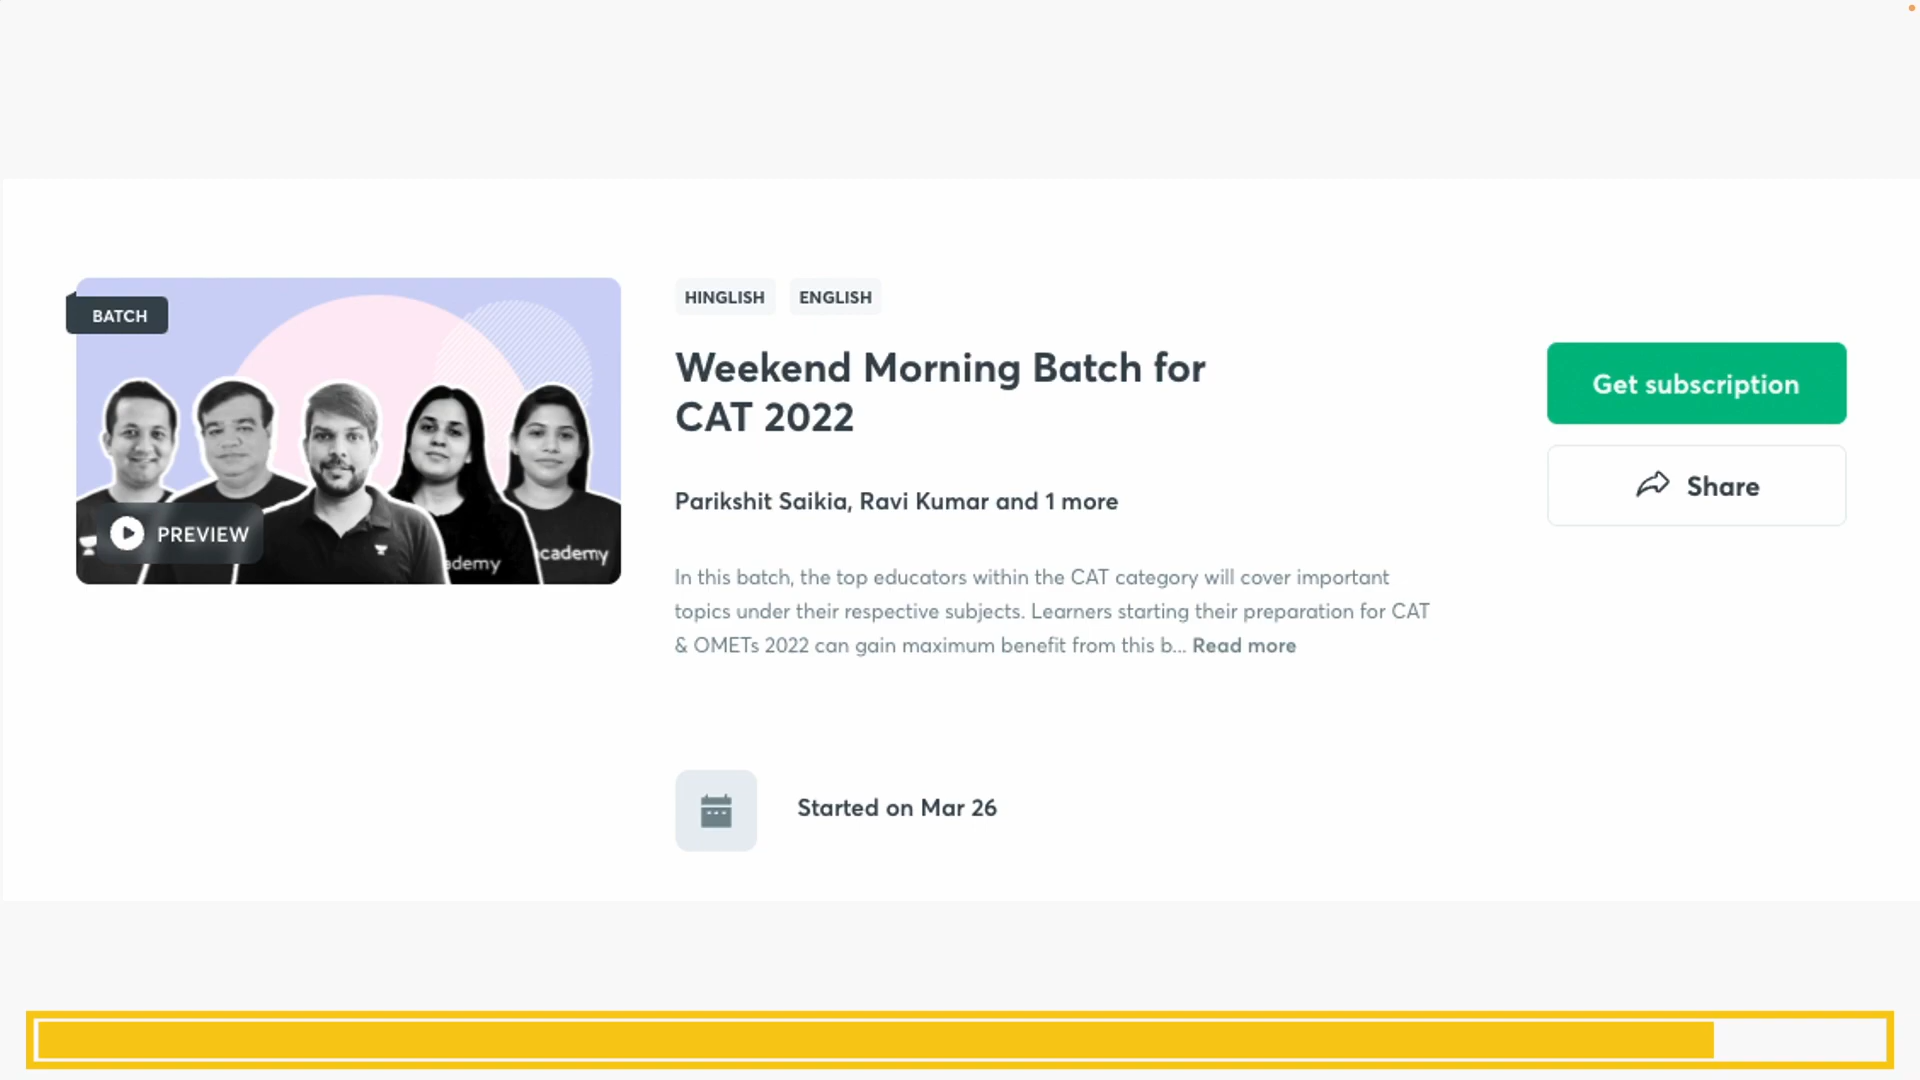 BATCH
PREVIEW
ademy
cademy
HINGLISH
ENGLISH
Weekend Morning Batch for
CAT 2022
Parikshit Saikia, Ravi Kumar and 1 more
In this batch, the top educators within the CAT category will cover important
topics under their respective subjects. Learners starting their preparation for CAT
& OMETs 2022 can gain maximum benefit from this b... Read more
Started on Mar 26
Get subscription
Share